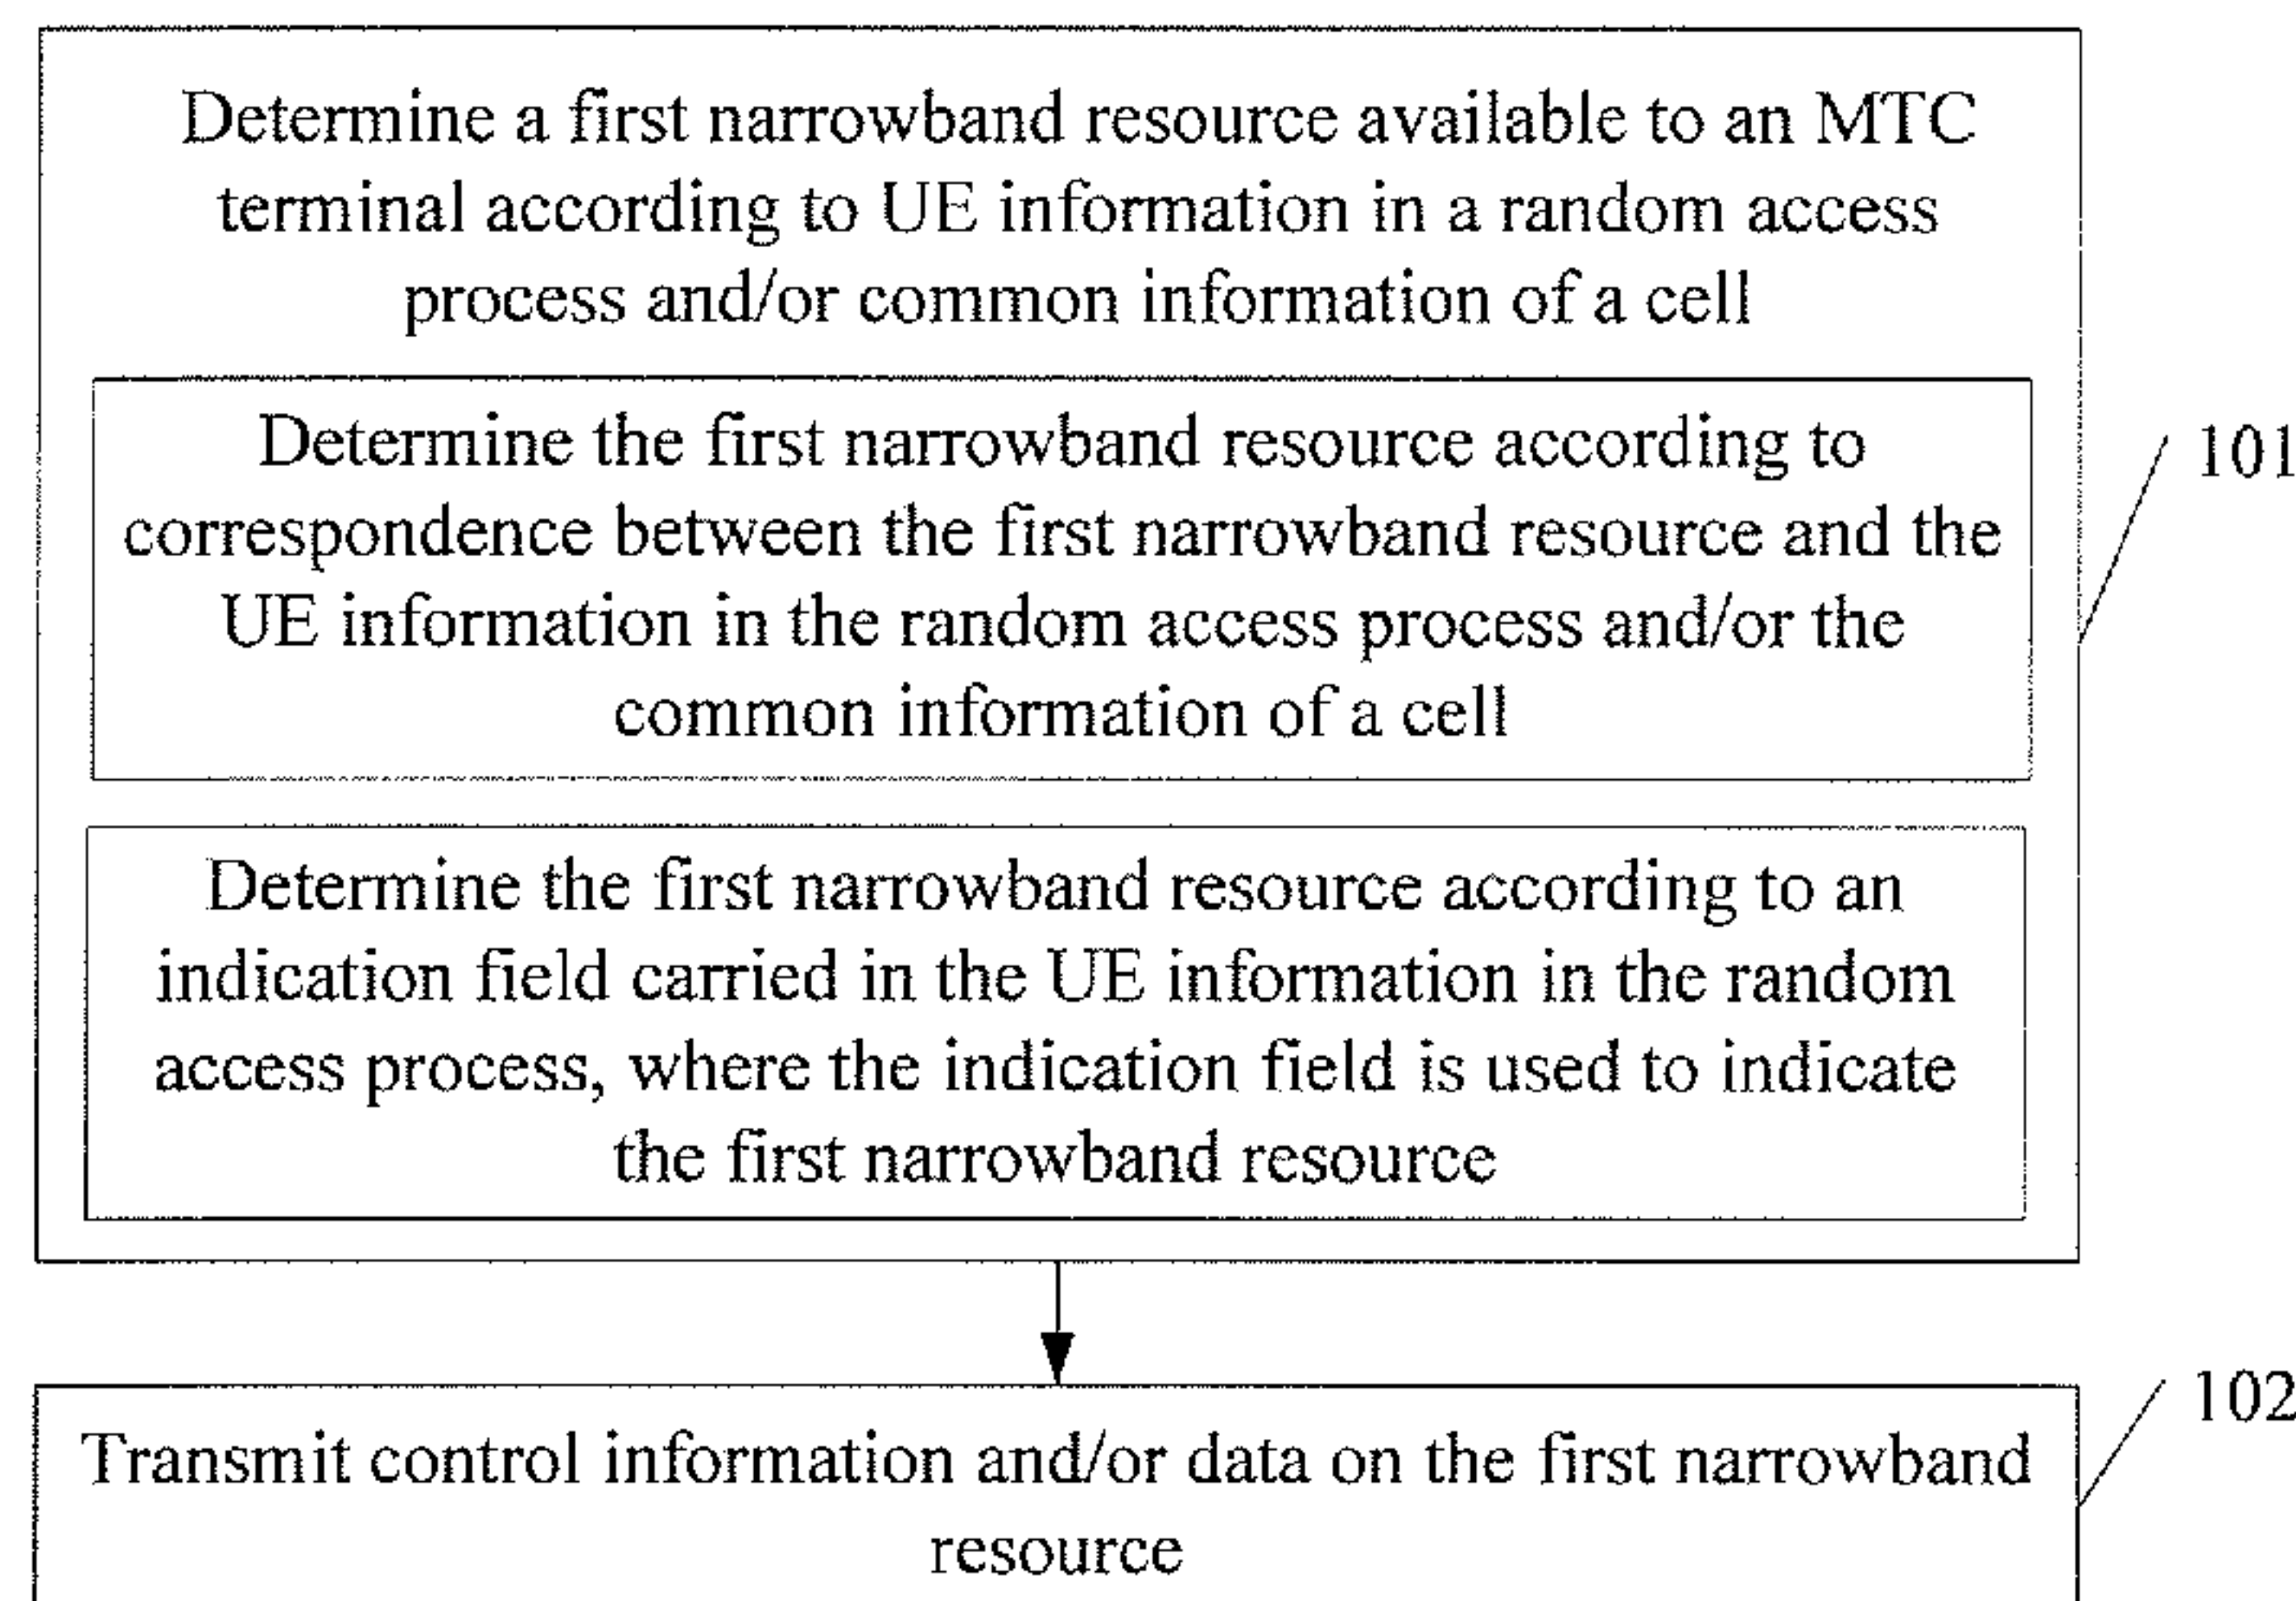 Determine a first narrowband resource available to an MTC
terminal according to UE information in a random access
process and/or common information of a cell
Determine the first narrowband resource according to
correspondence between the first narrowband resource and the
UE information in the random access process and/or the
common information of a cell
101
Determine the first narrowband resource according to an
indication field carried in the UE information in the random
access process, where the indication field is used to indicate
the first narrowband resource
102
Transmit control information and/or data on the first narrowband
resource